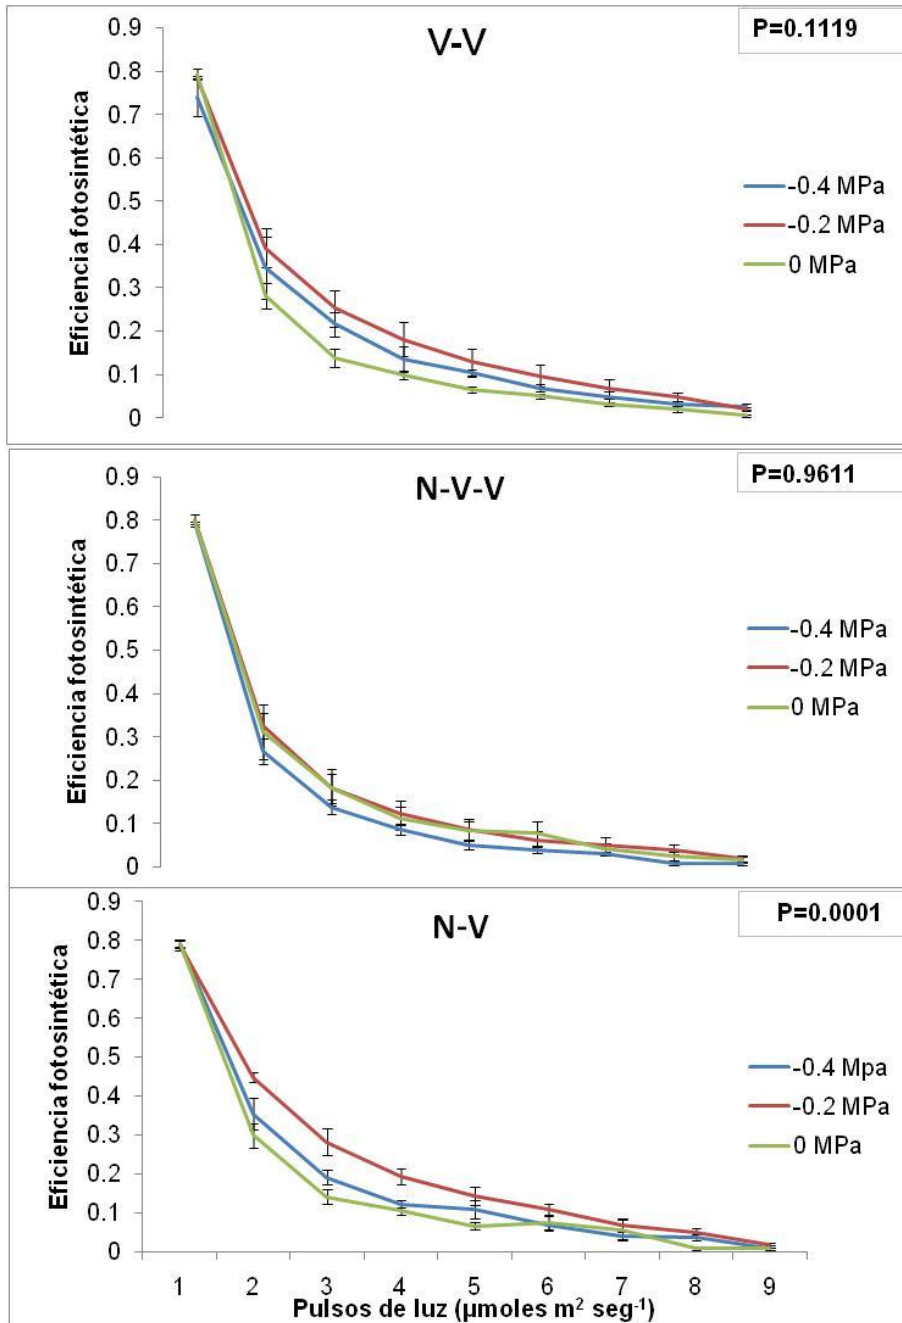 V-V
P=0.1119
Eficiencia fotosintética
0.9
0.8
0.7
0.6
0.5
0.4
0.3
0.2
0.1
0
-0.4 MPa
-0.2 MPa
0 MPa
N-V-V
P=0.9611
Eficiencia fotosintética
0.9
0.8
0.7
0.6
0.5
0.4
0.3
0.2
0.1
0
-0.4 MPa
-0.2 MPa
0 MPa
N-V
P=0.0001
Eficiencia fotosintética
0.9
0.8
0.7
0.6
0.5
0.4
0.3
0.2
0.1
0
-0.4 Mpa
-0.2 MPa
0 MPa
1 2 3 4 5 6 7 8 9
Pulsos de luz (µmoles m² seg⁻¹)